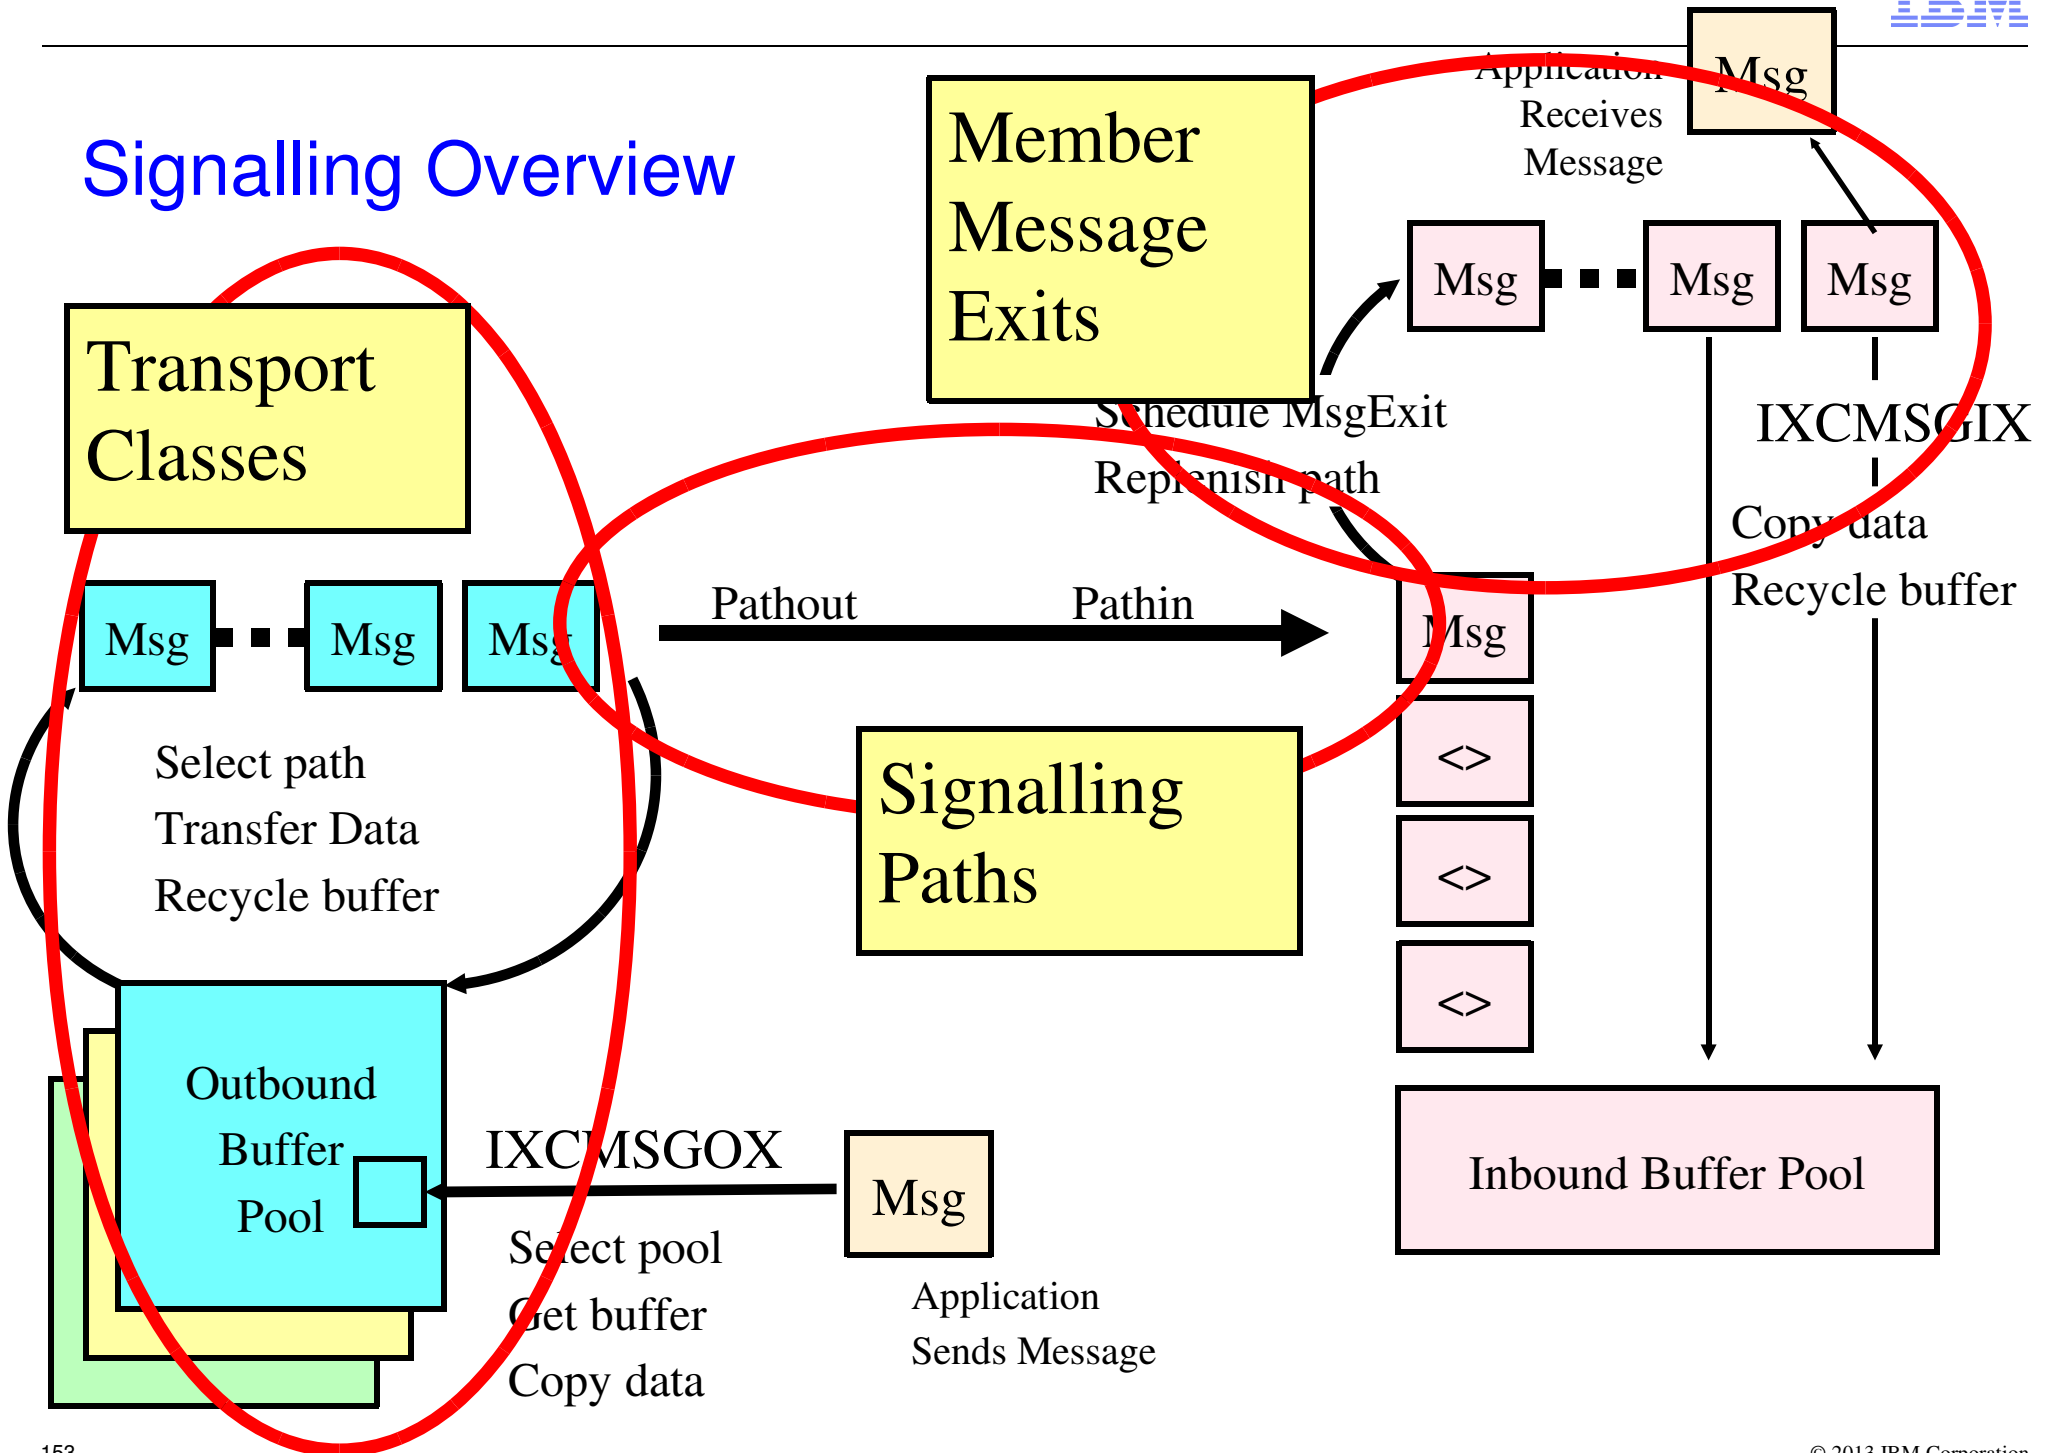 IBM
Signalling Overview
Application
Receives
Message
Msg
Member
Message
Exits
Msg
Msg
Msg
Transport
Classes
Schedule MsgExit
Replenish path
IXCMSGIX
Copy data
Recycle buffer
Msg
Msg
Msg
Pathout
Pathin
Msg
<>
<>
<>
Select path
Transfer Data
Recycle buffer
Signalling
Paths
Outbound
Buffer
Pool
IXCMSGOX
Select pool
Get buffer
Copy data
Msg
Application
Sends Message
Inbound Buffer Pool
153
© 2013 IBM Corporation